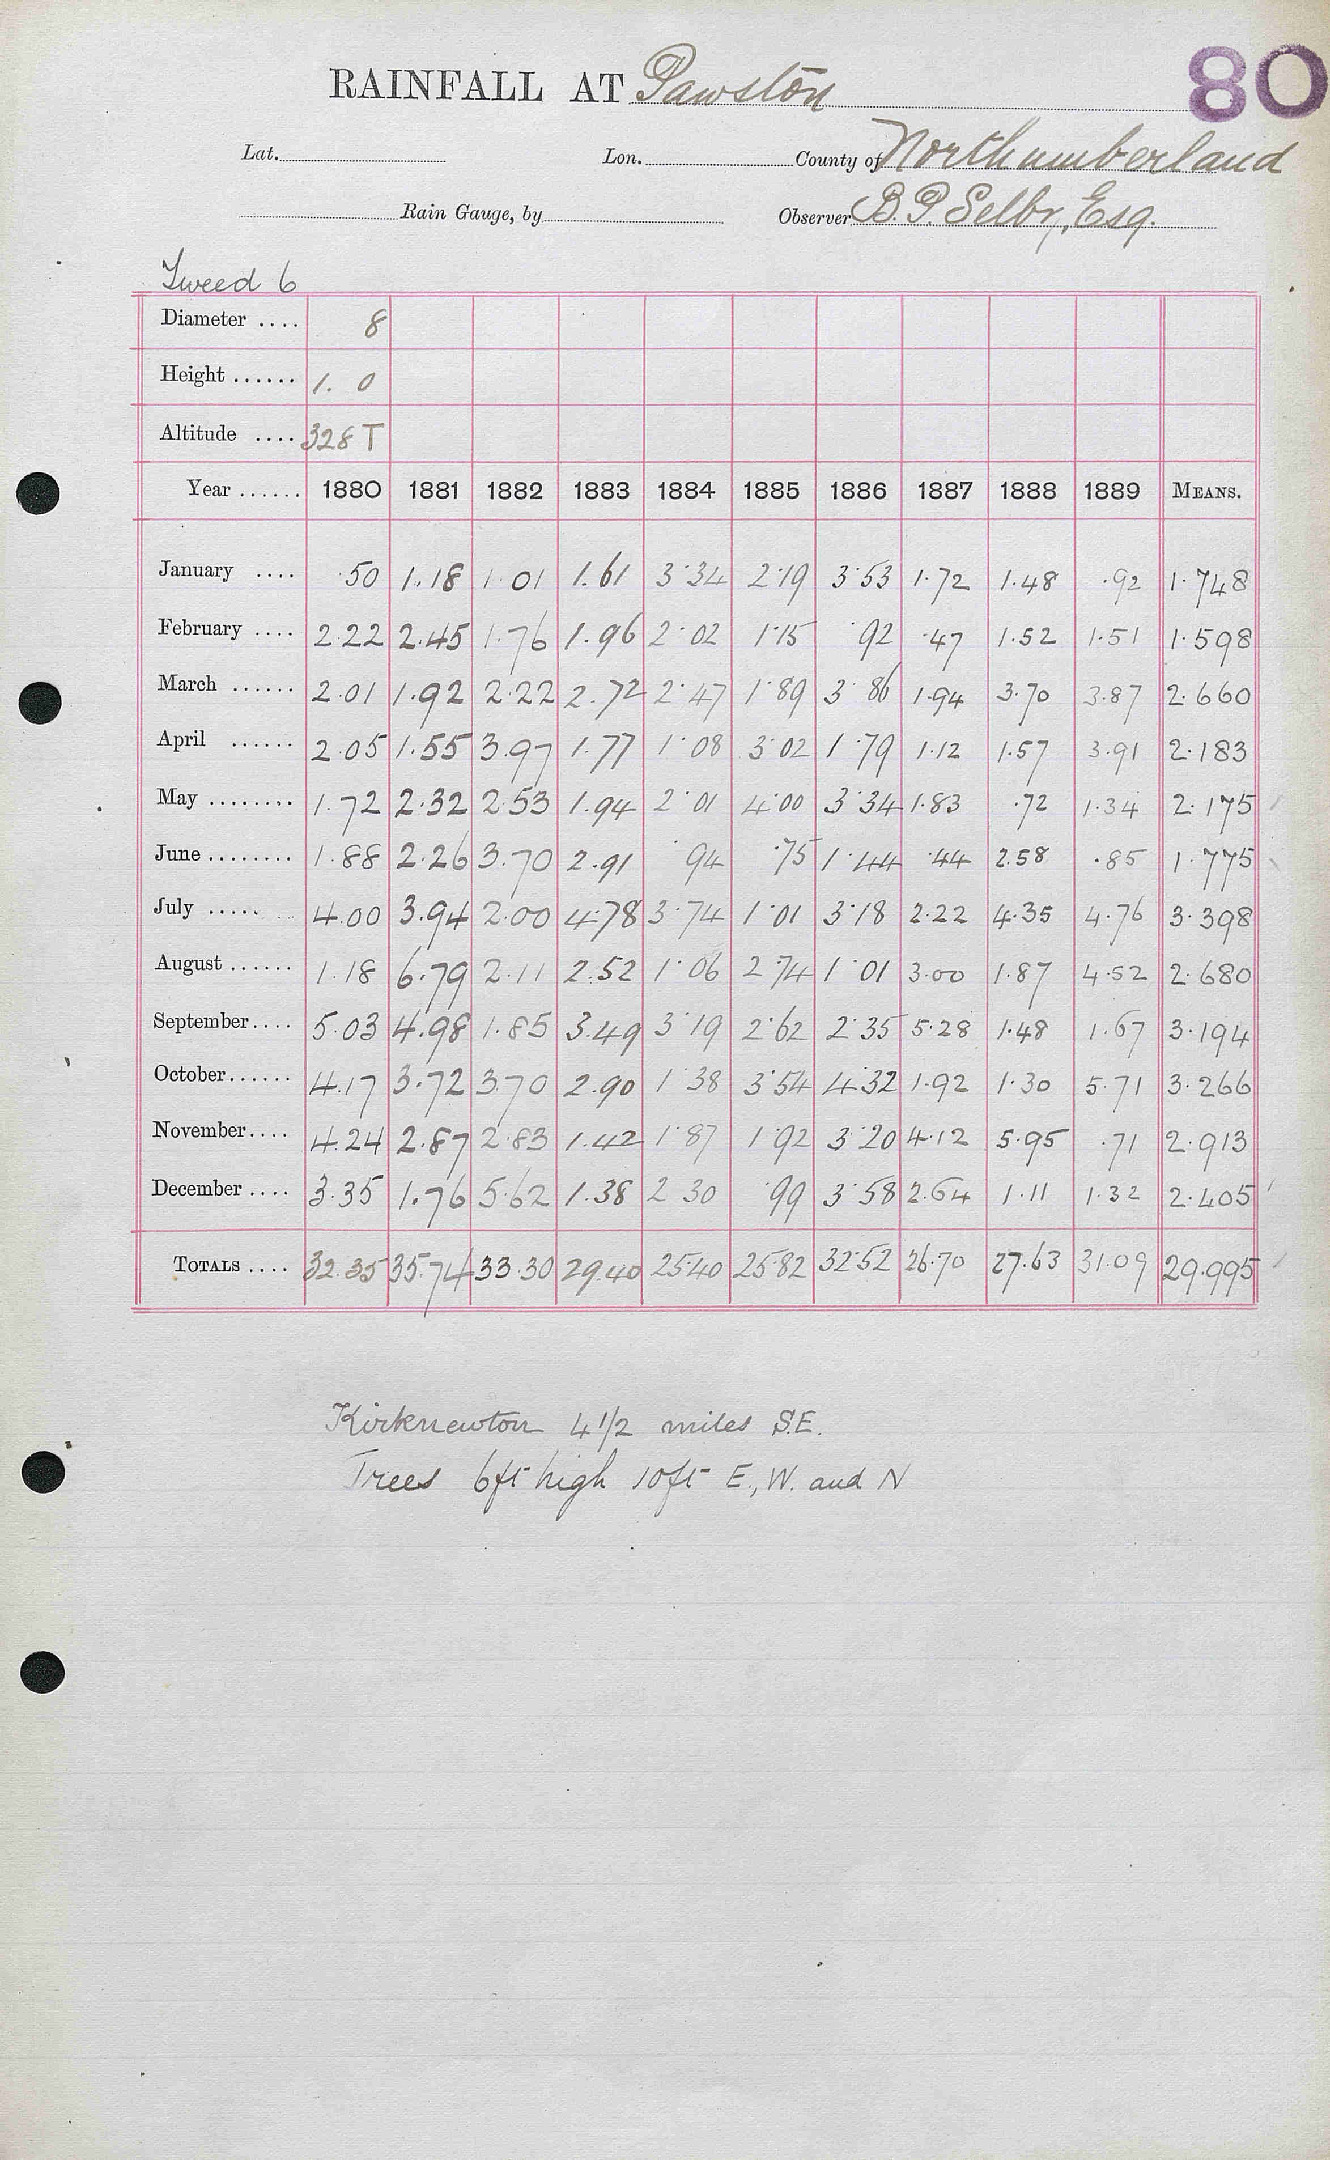 80
RAINFALL AT Pawston
Lat. Lon. County of Northumberland
Rain Gauge, by Observer B. P. Selby, Esq.
Tweed 6
Diameter .... 8
Height ...... 1. 0
Altitude .... 328 T
Year ...... 1880 1881 1882 1883 1884 1885 1886 1887 1888 1889 MEANS.
January .... .50 1.18 1.01 1.61 3.34 2.19 3.53 1.72 1.48 .92 1.748
February .... 2.22 2.45 1.76 1.96 2.02 1.15 .92 .47 1.52 1.51 1.598
March ...... 2.01 1.92 2.22 2.72 2.47 1.89 3.86 1.94 3.70 3.87 2.660
April ...... 2.05 1.55 3.97 1.77 1.08 3.02 1.79 1.12 1.57 3.91 2.183
May ........ 1.72 2.32 2.53 1.94 2.01 4.00 3.34 1.83 .72 1.34 2.175
June ........ 1.88 2.26 3.70 2.91 .94 .75 1.44 .44 2.58 .85 1.775
July ..... 4.00 3.94 2.00 4.78 3.74 1.01 3.18 2.22 4.35 4.76 3.398
August ...... 1.18 6.79 2.11 2.52 1.06 2.74 1.01 3.00 1.87 4.52 2.680
September .... 5.03 4.98 1.85 3.49 3.19 2.62 2.35 5.28 1.48 1.67 3.194
October ...... 4.17 3.72 3.70 2.90 1.38 3.54 4.32 1.92 1.30 5.71 3.266
November .... 4.24 2.87 2.83 1.42 1.87 1.92 3.20 4.12 5.95 .71 2.913
December .... 3.35 1.76 5.62 1.38 2.30 .99 3.58 2.64 1.11 1.32 2.405
TOTALS .... 32.35 35.74 33.30 29.40 25.40 25.82 32.52 26.70 27.63 31.09 29.995
Kirknewton 4 1/2 miles S.E.
Trees 6ft high 10ft E., W. and N